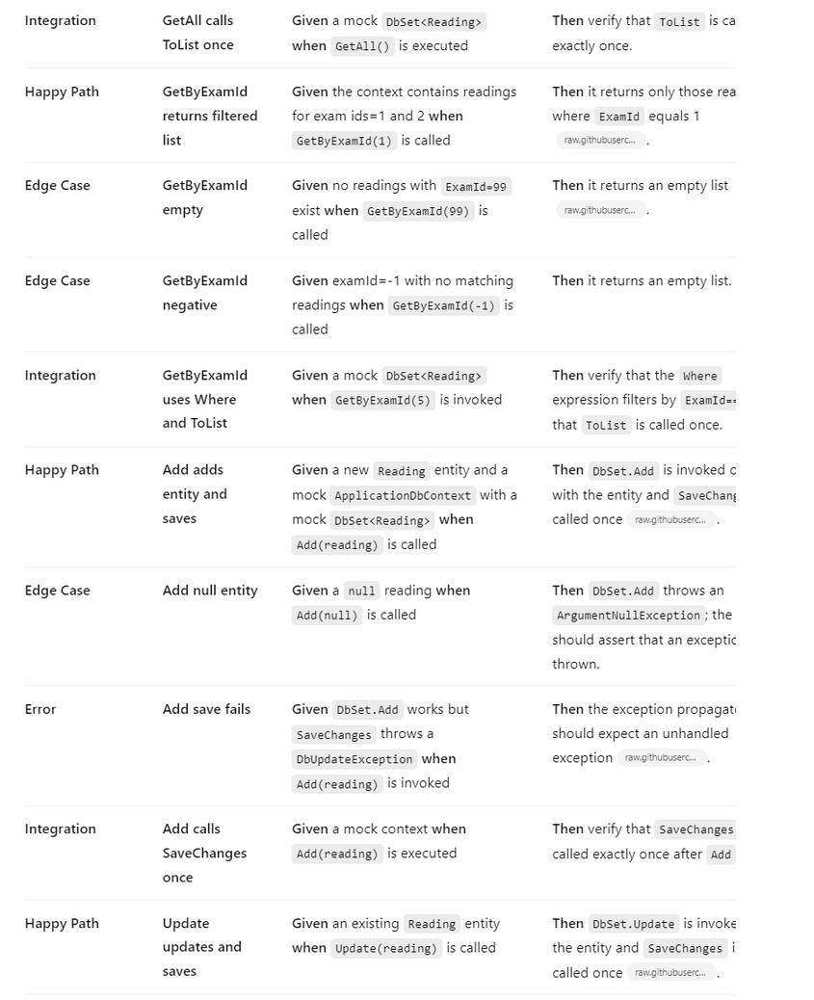 Integration
GetAll calls
ToList once
Given a mock DbSet<Reading>
when GetAll() is executed
Then verify that ToList is ca
exactly once.
Happy Path
GetByExamId
returns filtered
list
Given the context contains readings
for exam ids=1 and 2 when
GetByExamId(1) is called
Then it returns only those rea
where ExamId equals 1
raw.githubuserc... .
Edge Case
GetByExamId
empty
Given no readings with ExamId=99
exist when GetByExamId(99) is
called
Then it returns an empty list
raw.githubuserc... .
Edge Case
GetByExamId
negative
Given examId=-1 with no matching
readings when GetByExamId(-1) is
called
Then it returns an empty list.
Integration
GetByExamId
uses Where
and ToList
Given a mock DbSet<Reading>
when GetByExamId(5) is invoked
Then verify that the Where
expression filters by ExamId==
that ToList is called once.
Happy Path
Add adds
entity and
saves
Given a new Reading entity and a
mock ApplicationDbContext with a
mock DbSet<Reading> when
Add(reading) is called
Then DbSet.Add is invoked o
with the entity and SaveChang
called once raw.githubuserc... .
Edge Case
Add null entity
Given a null reading when
Add(null) is called
Then DbSet.Add throws an
ArgumentNullException; the
should assert that an exceptic
thrown.
Error
Add save fails
Given DbSet.Add works but
SaveChanges throws a
DbUpdateException when
Add(reading) is invoked
Then the exception propagat
should expect an unhandled
exception raw.githubuserc... .
Integration
Add calls
SaveChanges
once
Given a mock context when
Add(reading) is executed
Then verify that SaveChanges
called exactly once after Add
Happy Path
Update
updates and
saves
Given an existing Reading entity
when Update(reading) is called
Then DbSet.Update is invoke
the entity and SaveChanges i
called once raw.githubuserc... .